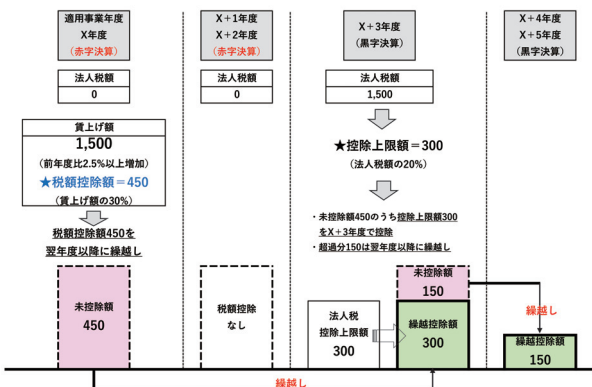 適用事業年度
X年度
(赤字決算)
法人税額
0
賃上げ額
1,500
(前年度比2.5%以上増加)
★税額控除額=450
(賃上げ額の30%)
税額控除額450を
翌年度以降に繰越し
未控除額
450
X+1年度
X+2年度
(赤字決算)
法人税額
0
税額控除
なし
X+3年度
(黒字決算)
法人税額
1,500
★控除上限額=300
(法人税額の20%)
・未控除額450のうち控除上限額300
をX+3年度で控除
・超過分150は翌年度以降に繰越し
法人税
控除上限額
300
未控除額
150
繰越控除額
300
X+4年度
X+5年度
(黒字決算)
繰越し
繰越控除額
150
繰越し